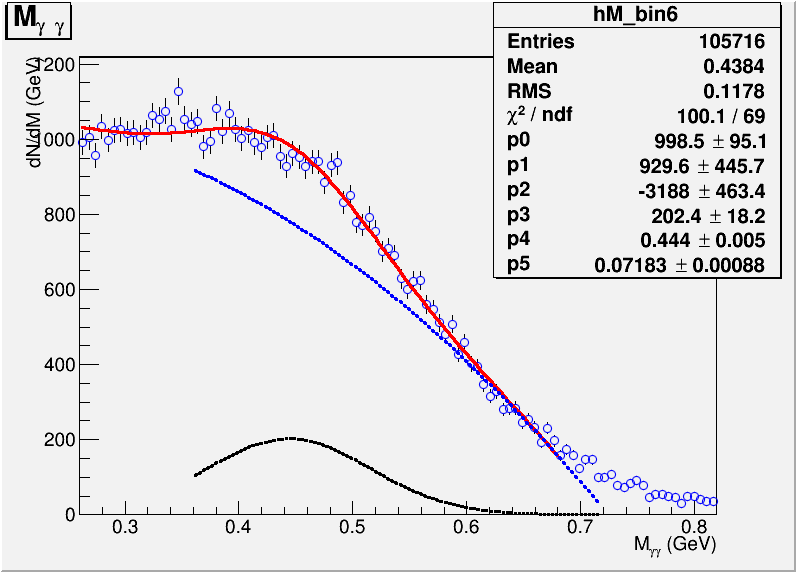 M γ γ
hM_bin6
Entries 105716
Mean 0.4384
RMS 0.1178
χ² / ndf 100.1 / 69
p0 998.5 ± 95.1
p1 929.6 ± 445.7
p2 -3188 ± 463.4
p3 202.4 ± 18.2
p4 0.444 ± 0.005
p5 0.07183 ± 0.00088
dN/dM (GeV)
1200
1000
800
600
400
200
0
0.3 0.4 0.5 0.6 0.7 0.8
M γγ (GeV)